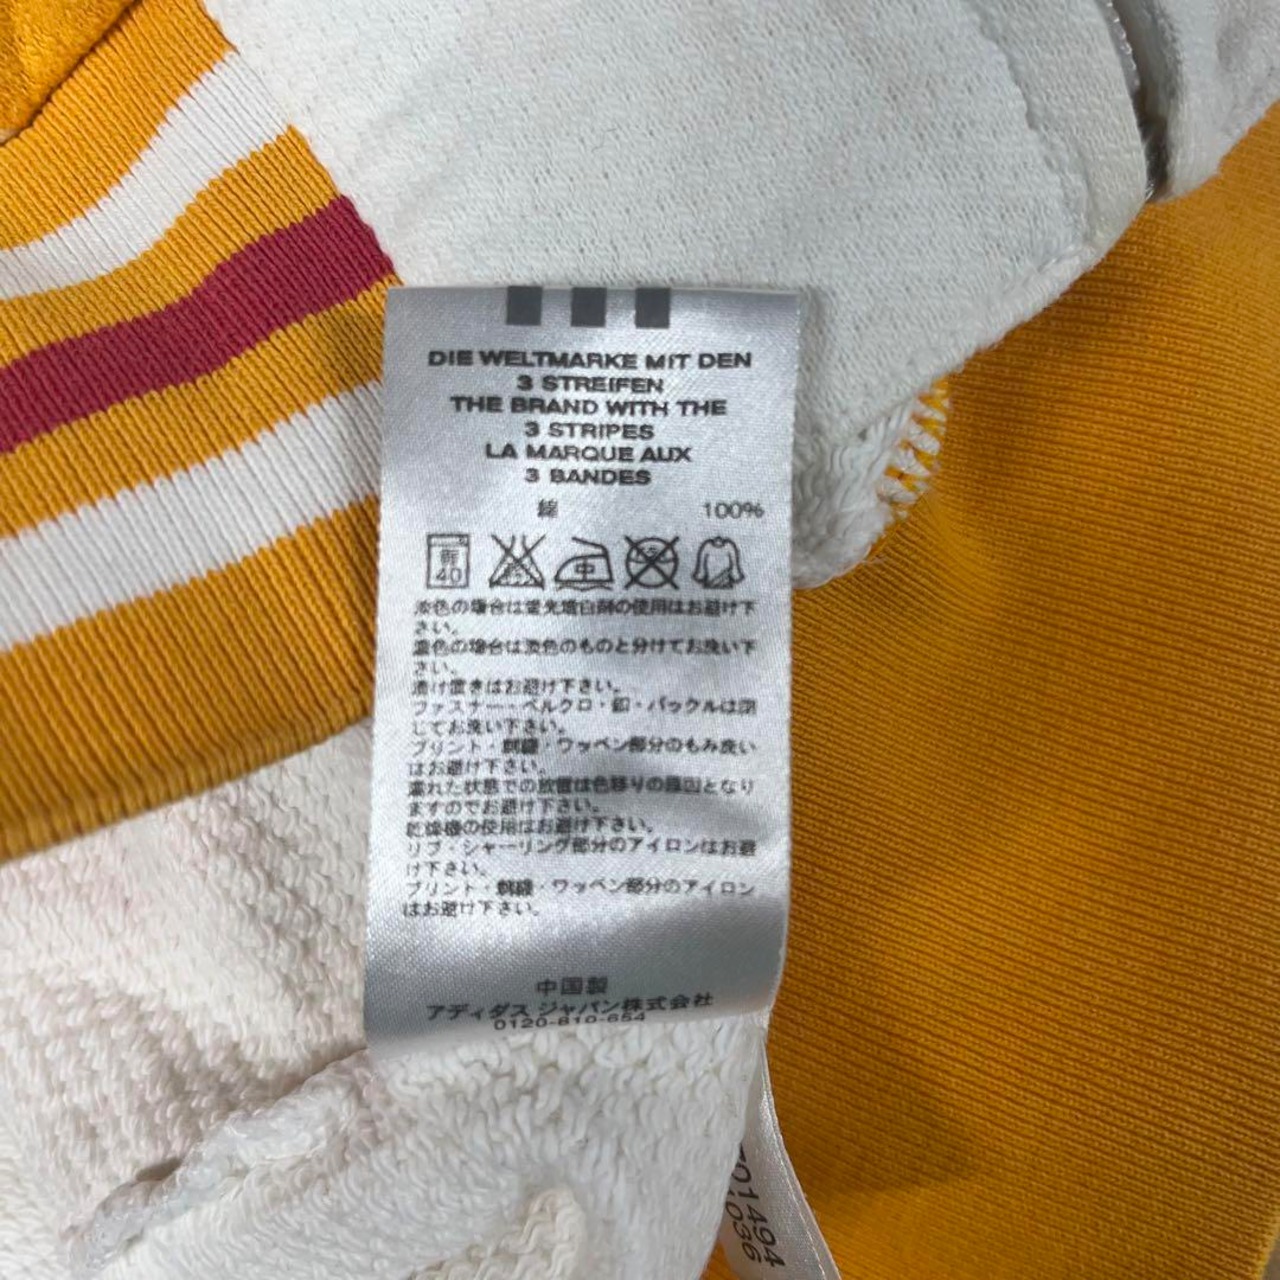 DIE WELTMARKE MIT DEN
3 STREIFEN
THE BRAND WITH THE
3 STRIPES
LA MARQUE AUX
3 BANDES
綿 100%
40 中
淡色の場合は蛍光増白剤の使用はお避け下
さい。
濃色の場合は淡色のものと分けてお洗い下
さい。
漬け置きはお避け下さい。
ファスナー・ベルクロ・釦・バックルは閉
じてお洗い下さい。
プリント・刺繍・ワッペン部分のもみ洗い
はお避け下さい。
濡れた状態での放置は色移りの原因となり
ますのでお避け下さい。
乾燥機の使用はお避け下さい。
リブ・シャーリング部分のアイロンはお避
け下さい。
プリント・刺繍・ワッペン部分のアイロン
はお避け下さい。
中国製
アディダス ジャパン株式会社
0120-810-654